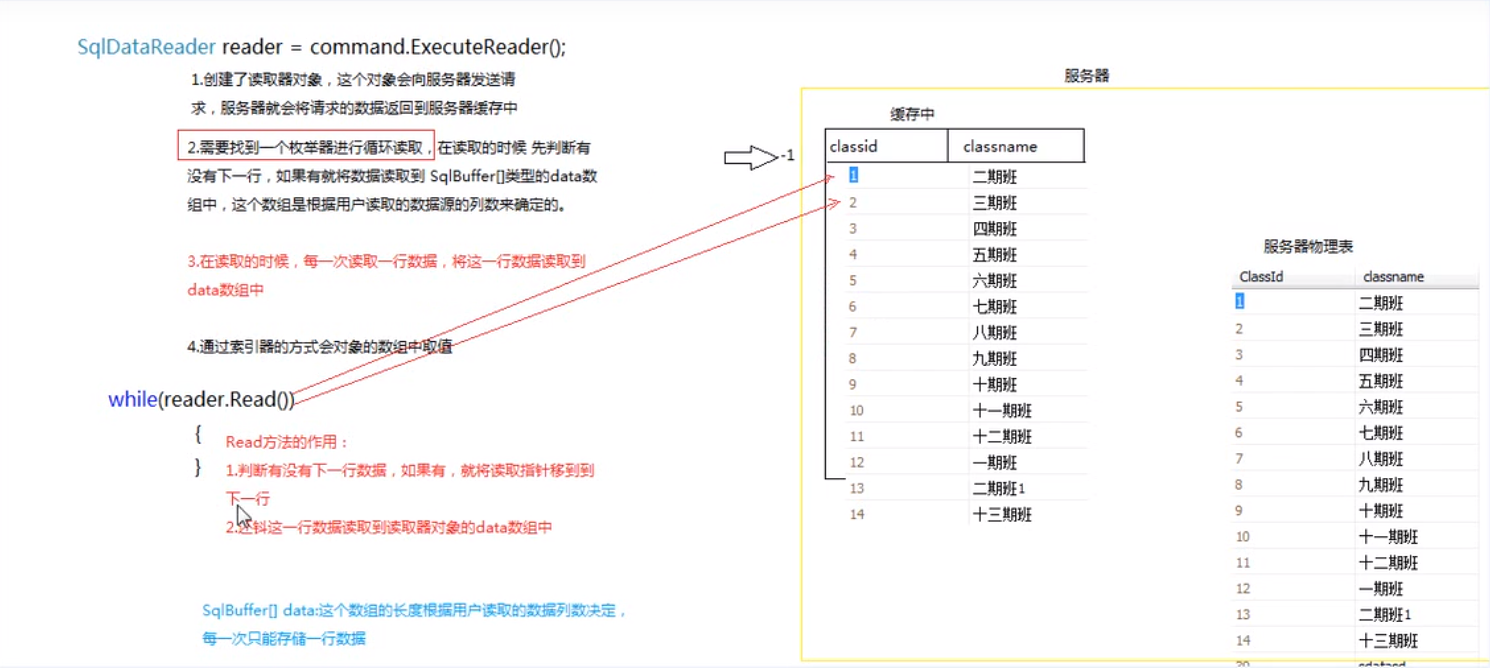 SqlDataReader reader = command.ExecuteReader();
1.创建了读取器对象，这个对象会向服务器发送请
求，服务器就会将请求的数据返回到服务器缓存中
2.需要找到一个枚举器进行循环读取，在读取的时候 先判断有
没有下一行，如果有就将数据读取到 SqlBuffer[]类型的data数
组中，这个数组是根据用户读取的数据源的列数来确定的。
3.在读取的时候，每一次读取一行数据，将这一行数据读取到
data数组中
4.通过索引器的方式会对象的数组中取值
while(reader.Read())
{
}
Read方法的作用：
1.判断有没有下一行数据，如果有，就将读取指针移到到
下一行
2.这一行数据读取到读取器对象的data数组中
SqlBuffer[] data:这个数组的长度根据用户读取的数据列数决定，
每一次只能存储一行数据
服务器
缓存中
-1
classid classname
1 二期班
2 三期班
3 四期班
4 五期班
5 六期班
6 七期班
7 八期班
8 九期班
9 十期班
10 十一期班
11 十二期班
12 一期班
13 二期班1
14 十三期班
服务器物理表
ClassId classname
1 二期班
2 三期班
3 四期班
4 五期班
5 六期班
6 七期班
7 八期班
8 九期班
9 十期班
10 十一期班
11 十二期班
12 一期班
13 二期班1
14 十三期班